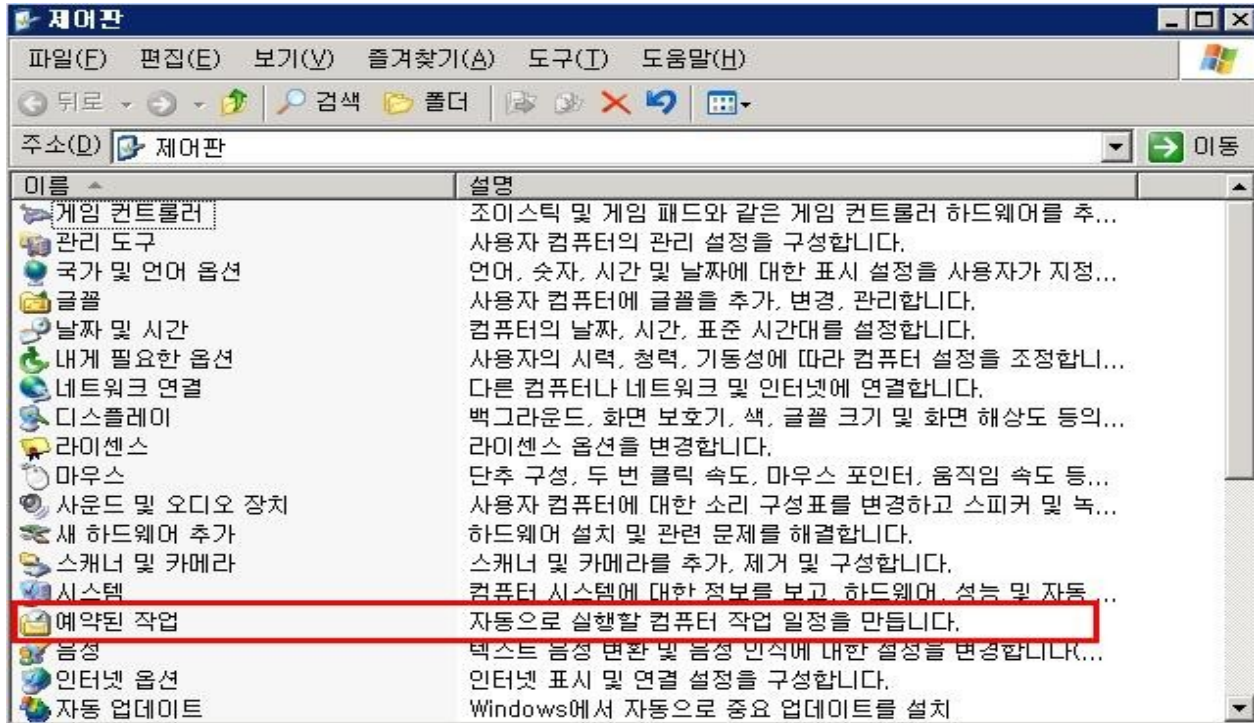 제어판
파일(F) 편집(E) 보기(V) 즐겨찾기(A) 도구(T) 도움말(H)
뒤로 검색 폴더
주소(D) 제어판 이동
이름 설명
게임 컨트롤러 조이스틱 및 게임 패드와 같은 게임 컨트롤러 하드웨어를 추...
관리 도구 사용자 컴퓨터의 관리 설정을 구성합니다.
국가 및 언어 옵션 언어, 숫자, 시간 및 날짜에 대한 표시 설정을 사용자가 지정...
글꼴 사용자 컴퓨터에 글꼴을 추가, 변경, 관리합니다.
날짜 및 시간 컴퓨터의 날짜, 시간, 표준 시간대를 설정합니다.
내게 필요한 옵션 사용자의 시력, 청력, 기동성에 따라 컴퓨터 설정을 조정합니...
네트워크 연결 다른 컴퓨터나 네트워크 및 인터넷에 연결합니다.
디스플레이 백그라운드, 화면 보호기, 색, 글꼴 크기 및 화면 해상도 등의...
라이센스 라이센스 옵션을 변경합니다.
마우스 단추 구성, 두 번 클릭 속도, 마우스 포인터, 움직임 속도 등...
사운드 및 오디오 장치 사용자 컴퓨터에 대한 소리 구성표를 변경하고 스피커 및 녹...
새 하드웨어 추가 하드웨어 설치 및 관련 문제를 해결합니다.
스캐너 및 카메라 스캐너 및 카메라를 추가, 제거 및 구성합니다.
시스템 컴퓨터 시스템에 대한 정보를 보고, 하드웨어, 성능 및 자동 ...
예약된 작업 자동으로 실행할 컴퓨터 작업 일정을 만듭니다.
음성 텍스트 음성 변환 및 음성 인식에 대한 설정을 변경합니다(...
인터넷 옵션 인터넷 표시 및 연결 설정을 구성합니다.
자동 업데이트 Windows에서 자동으로 중요 업데이트를 설치